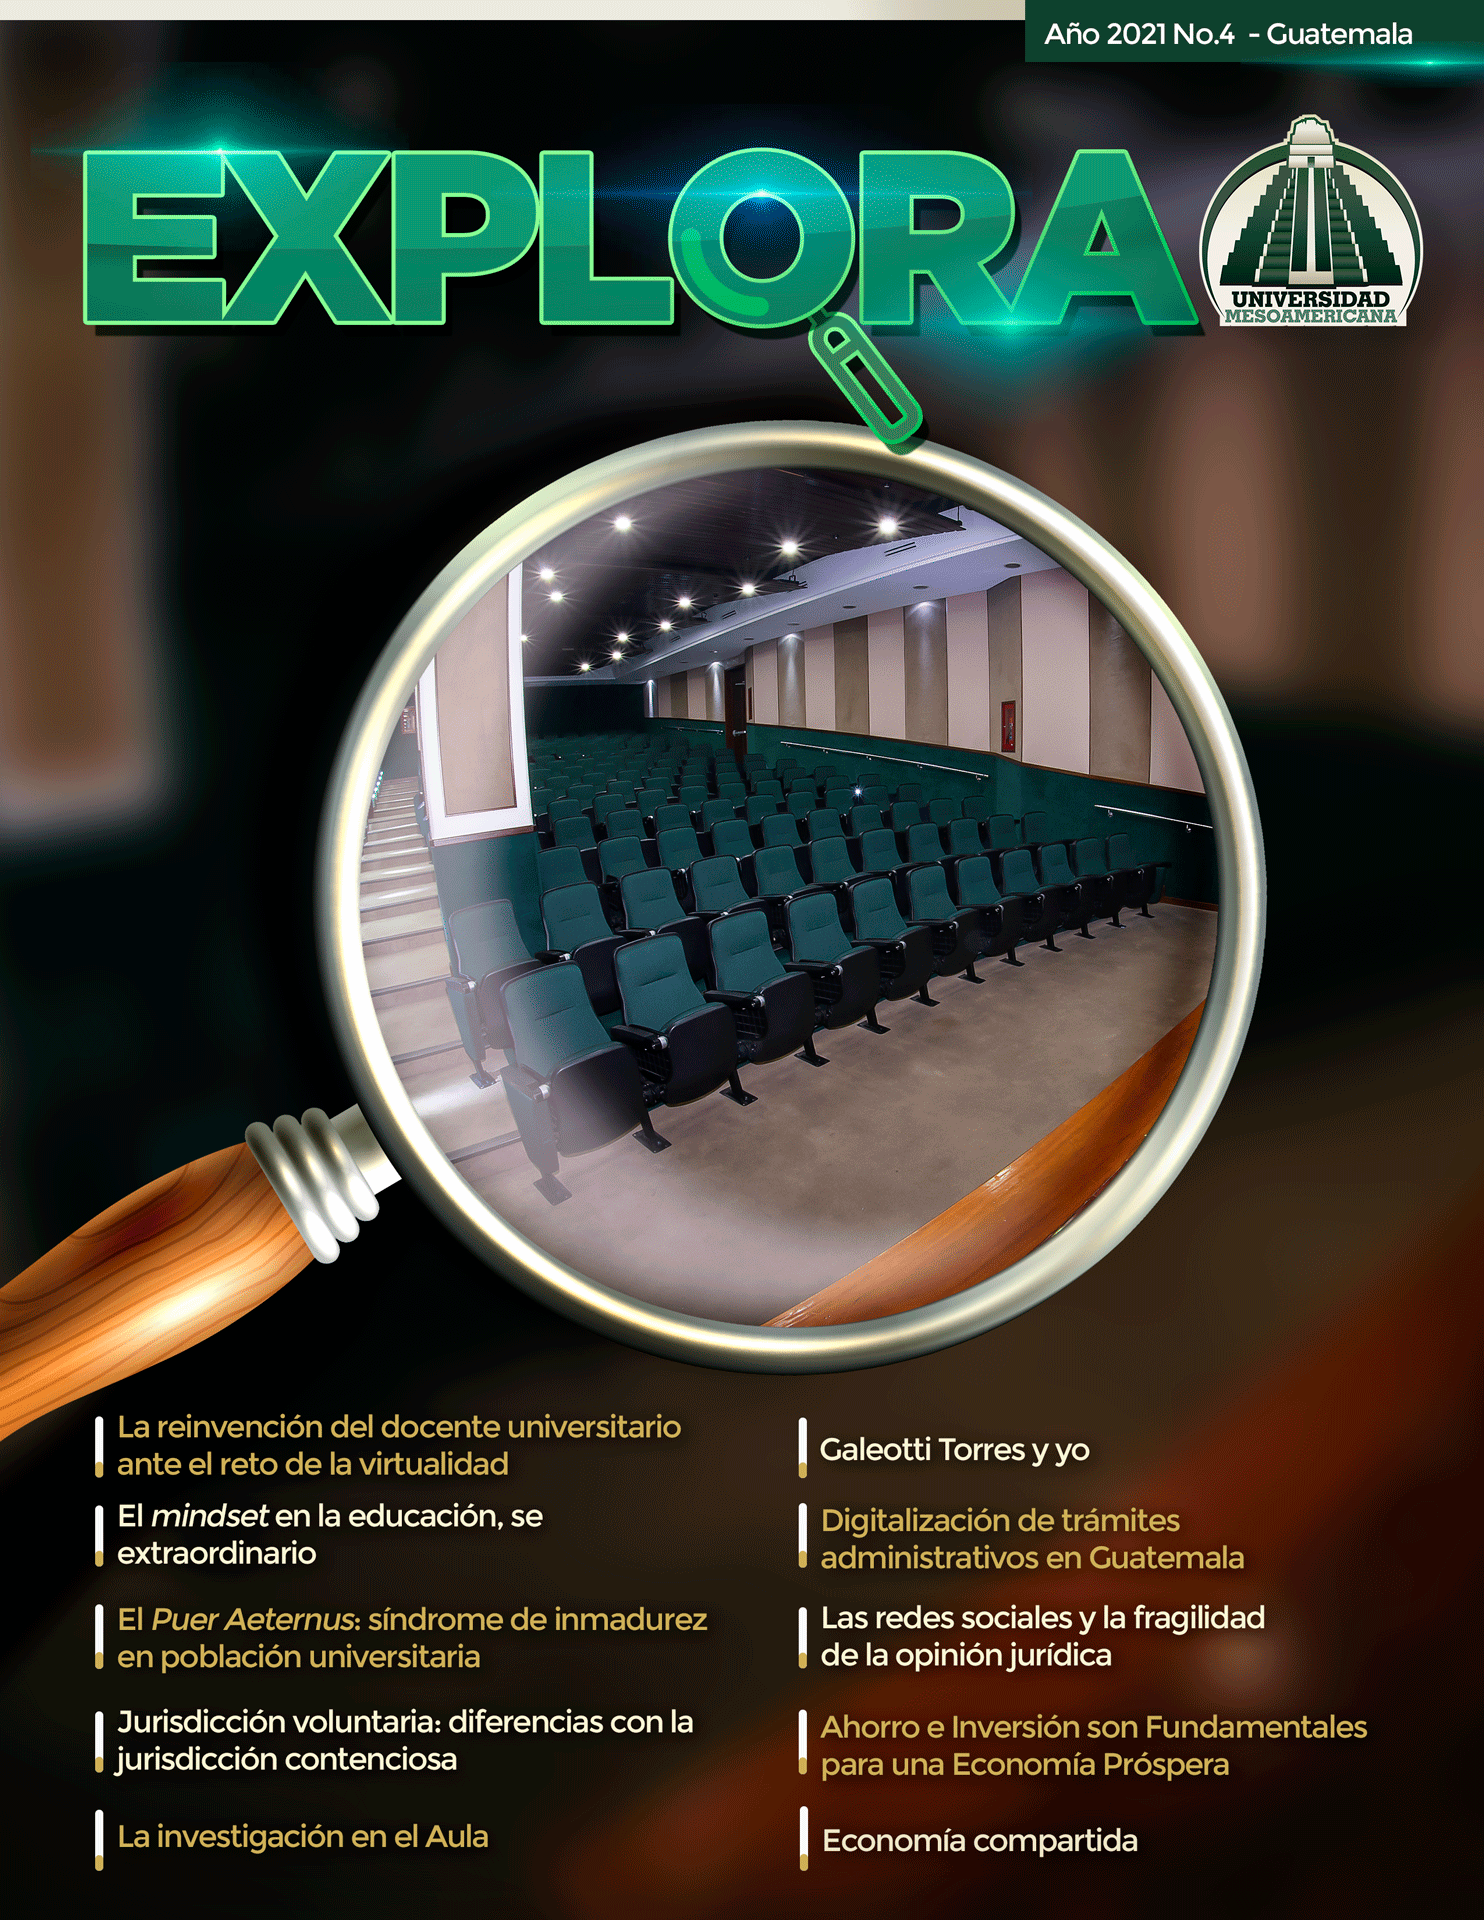 Año 2021 No.4 - Guatemala
EXPLORA
UNIVERSIDAD
MESOAMERICANA
La reinvención del docente universitario
ante el reto de la virtualidad
El mindset en la educación, se
extraordinario
El Puer Aeternus: síndrome de inmadurez
en población universitaria
Jurisdicción voluntaria: diferencias con la
jurisdicción contenciosa
La investigación en el Aula
Galeotti Torres y yo
Digitalización de trámites
administrativos en Guatemala
Las redes sociales y la fragilidad
de la opinión jurídica
Ahorro e Inversión son Fundamentales
para una Economía Próspera
Economía compartida